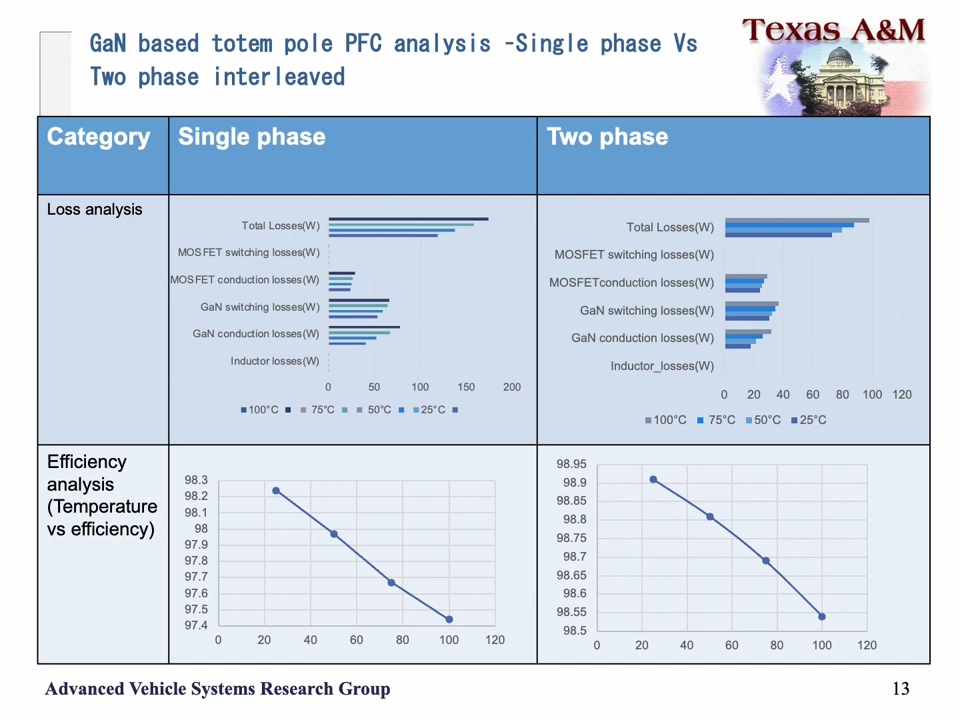 GaN based totem pole PFC analysis -Single phase Vs
Two phase interleaved
Texas A&M
Category
Single phase
Two phase
Loss analysis
Total Losses(W)
MOSFET switching losses(W)
MOSFET conduction losses(W)
GaN switching losses(W)
GaN conduction losses(W)
Inductor losses(W)
0 50 100 150 200
100°C 75°C 50°C 25°C
Total Losses(W)
MOSFET switching losses(W)
MOSFETconduction losses(W)
GaN switching losses(W)
GaN conduction losses(W)
Inductor_losses(W)
0 20 40 60 80 100 120
100°C 75°C 50°C 25°C
Efficiency
analysis
(Temperature
vs efficiency)
98.3
98.2
98.1
98
97.9
97.8
97.7
97.6
97.5
97.4
0 20 40 60 80 100 120
98.95
98.9
98.85
98.8
98.75
98.7
98.65
98.6
98.55
98.5
0 20 40 60 80 100 120
Advanced Vehicle Systems Research Group
13